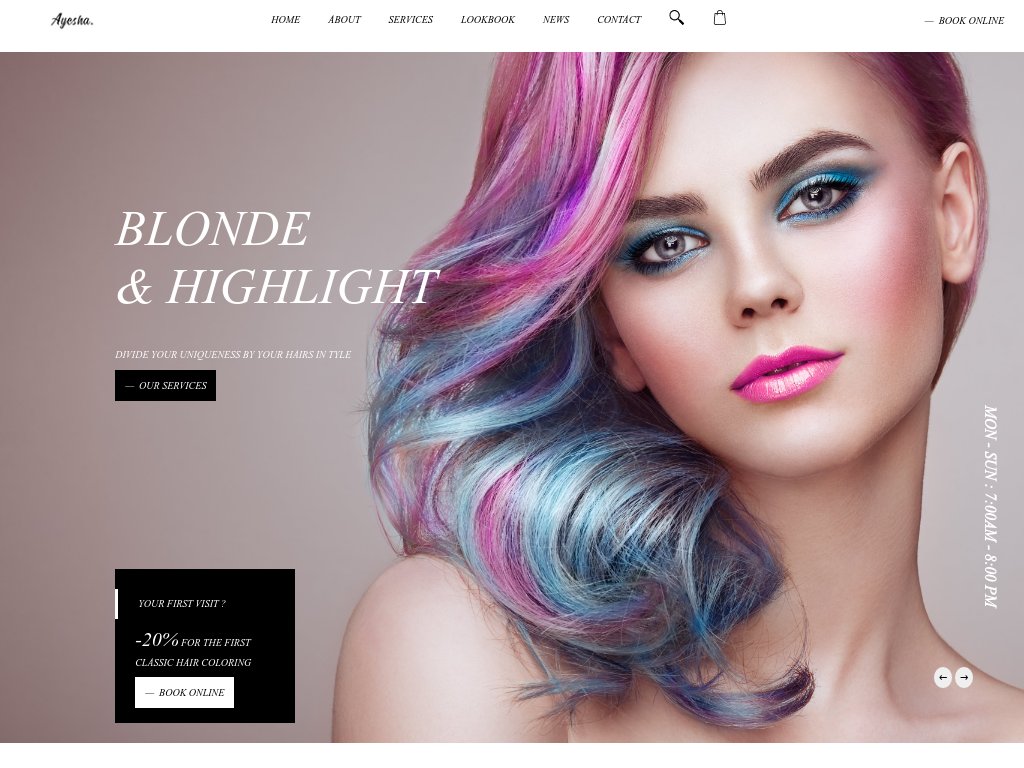 Ayesha.
HOME ABOUT SERVICES LOOKBOOK NEWS CONTACT
— BOOK ONLINE
BLONDE
& HIGHLIGHT
DIVIDE YOUR UNIQUENESS BY YOUR HAIRS IN TYLE
— OUR SERVICES
MON - SUN : 7:00AM - 8:00 PM
YOUR FIRST VISIT ?
-20% FOR THE FIRST
CLASSIC HAIR COLORING
— BOOK ONLINE